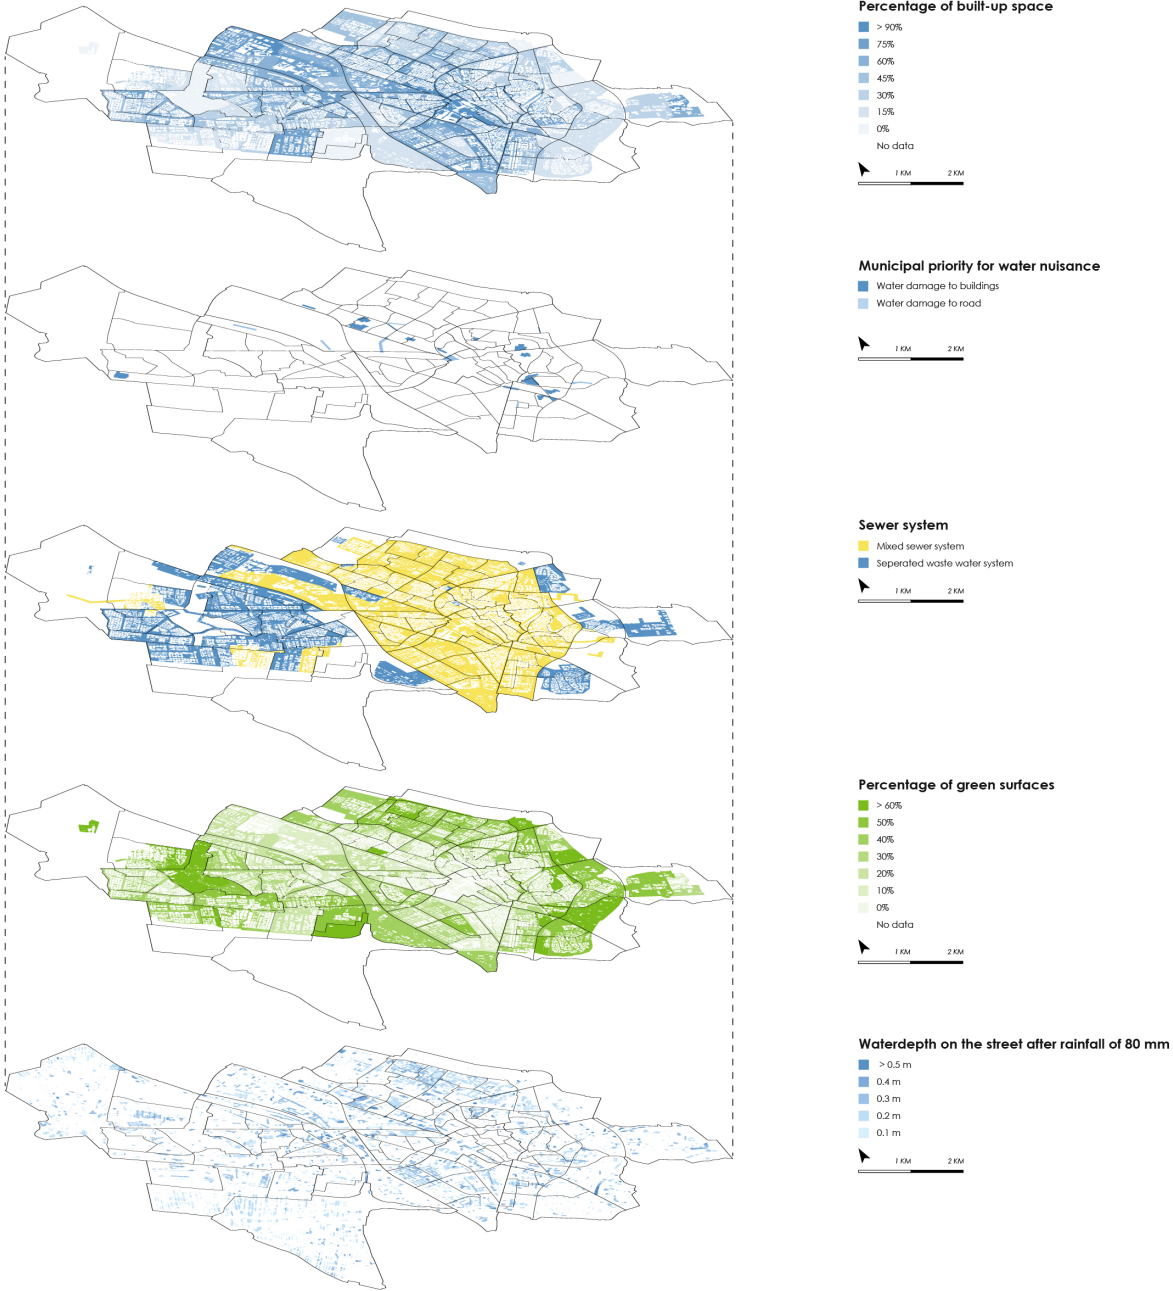 Percentage of built-up space
> 90%
75%
60%
45%
30%
15%
0%
No data
1 KM 2 KM
Municipal priority for water nuisance
Water damage to buildings
Water damage to road
1 KM 2 KM
Sewer system
Mixed sewer system
Seperated waste water system
1 KM 2 KM
Percentage of green surfaces
> 60%
50%
40%
30%
20%
10%
0%
No data
1 KM 2 KM
Waterdepth on the street after rainfall of 80 mm
> 0.5 m
0.4 m
0.3 m
0.2 m
0.1 m
1 KM 2 KM